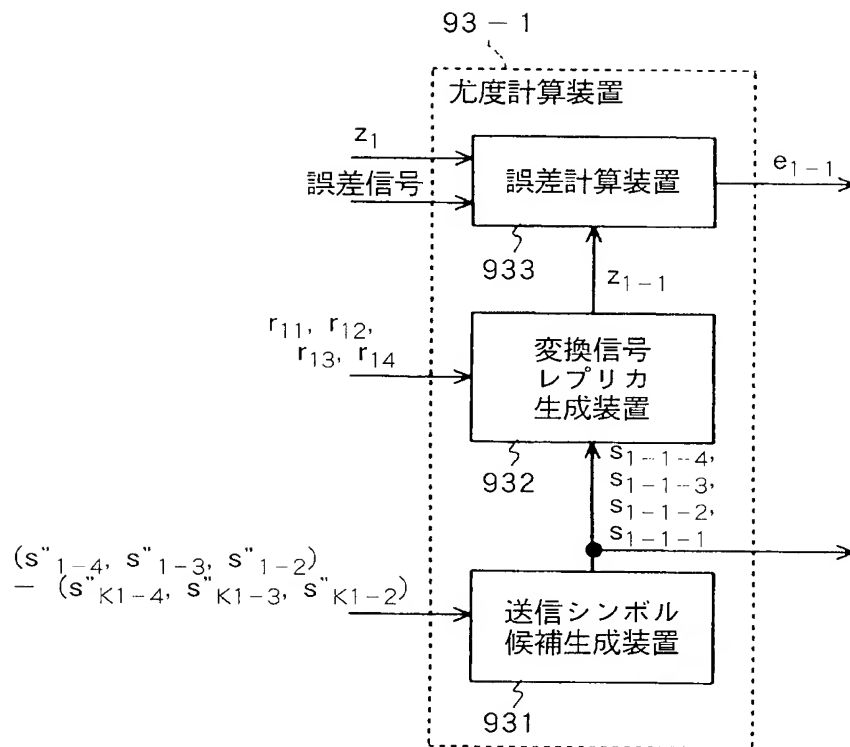 93-1
尤度計算装置
z1
誤差信号
誤差計算装置
e1-1
933
z1-1
r11, r12,
r13, r14
変換信号
レプリカ
生成装置
932
s1-1-4,
s1-1-3,
s1-1-2,
s1-1-1
(s"1-4, s"1-3, s"1-2)
— (s"K1-4, s"K1-3, s"K1-2)
送信シンボル
候補生成装置
931